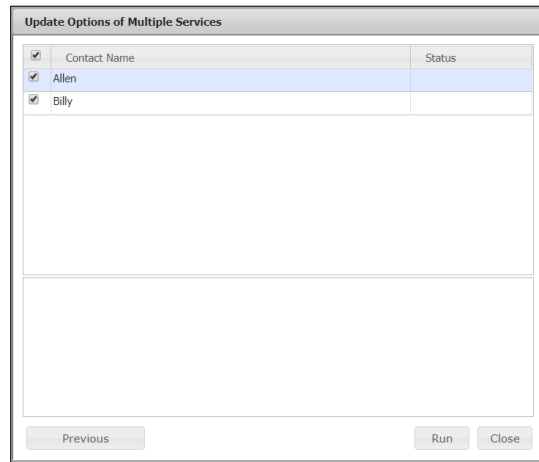 Update Options of Multiple Services
Contact Name Status
Allen
Billy
Previous Run Close